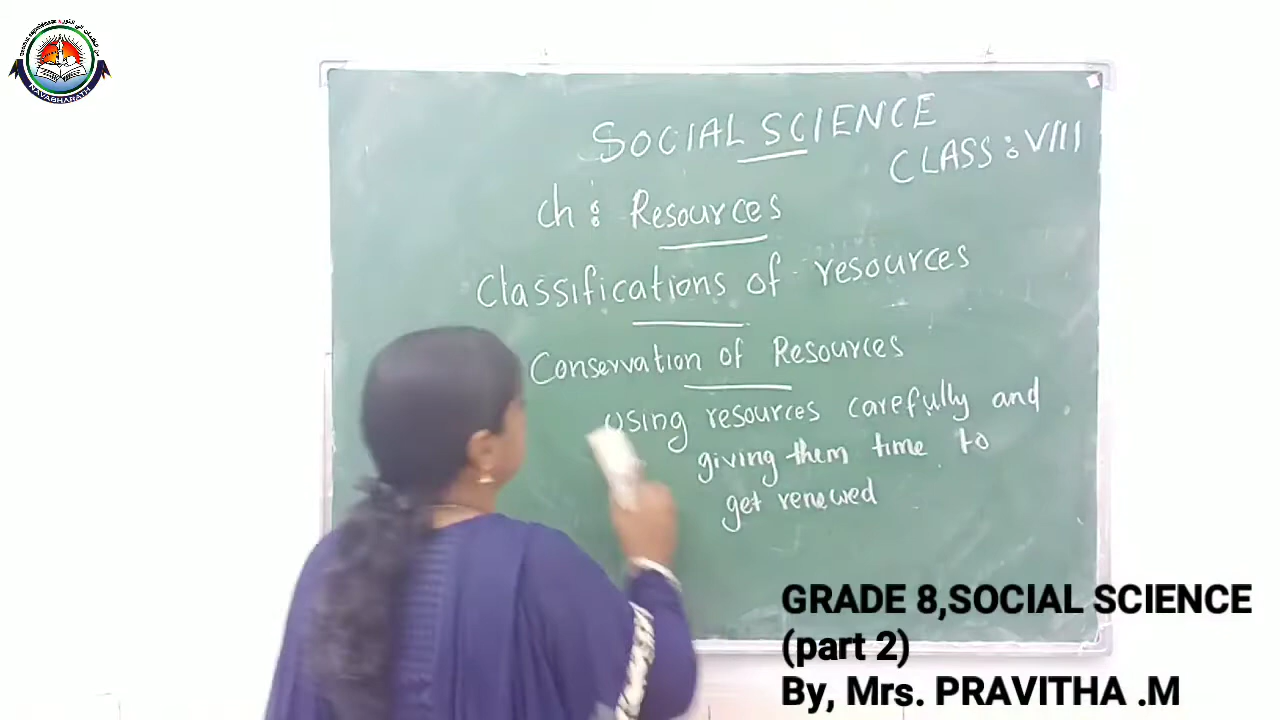 NAVABHARATH
SOCIAL SCIENCE
CLASS : VIII
Ch : Resources
Classifications of resources
Conservation of Resources
using resources carefully and
giving them time to
get renewed
GRADE 8,SOCIAL SCIENCE
(part 2)
By, Mrs. PRAVITHA .M